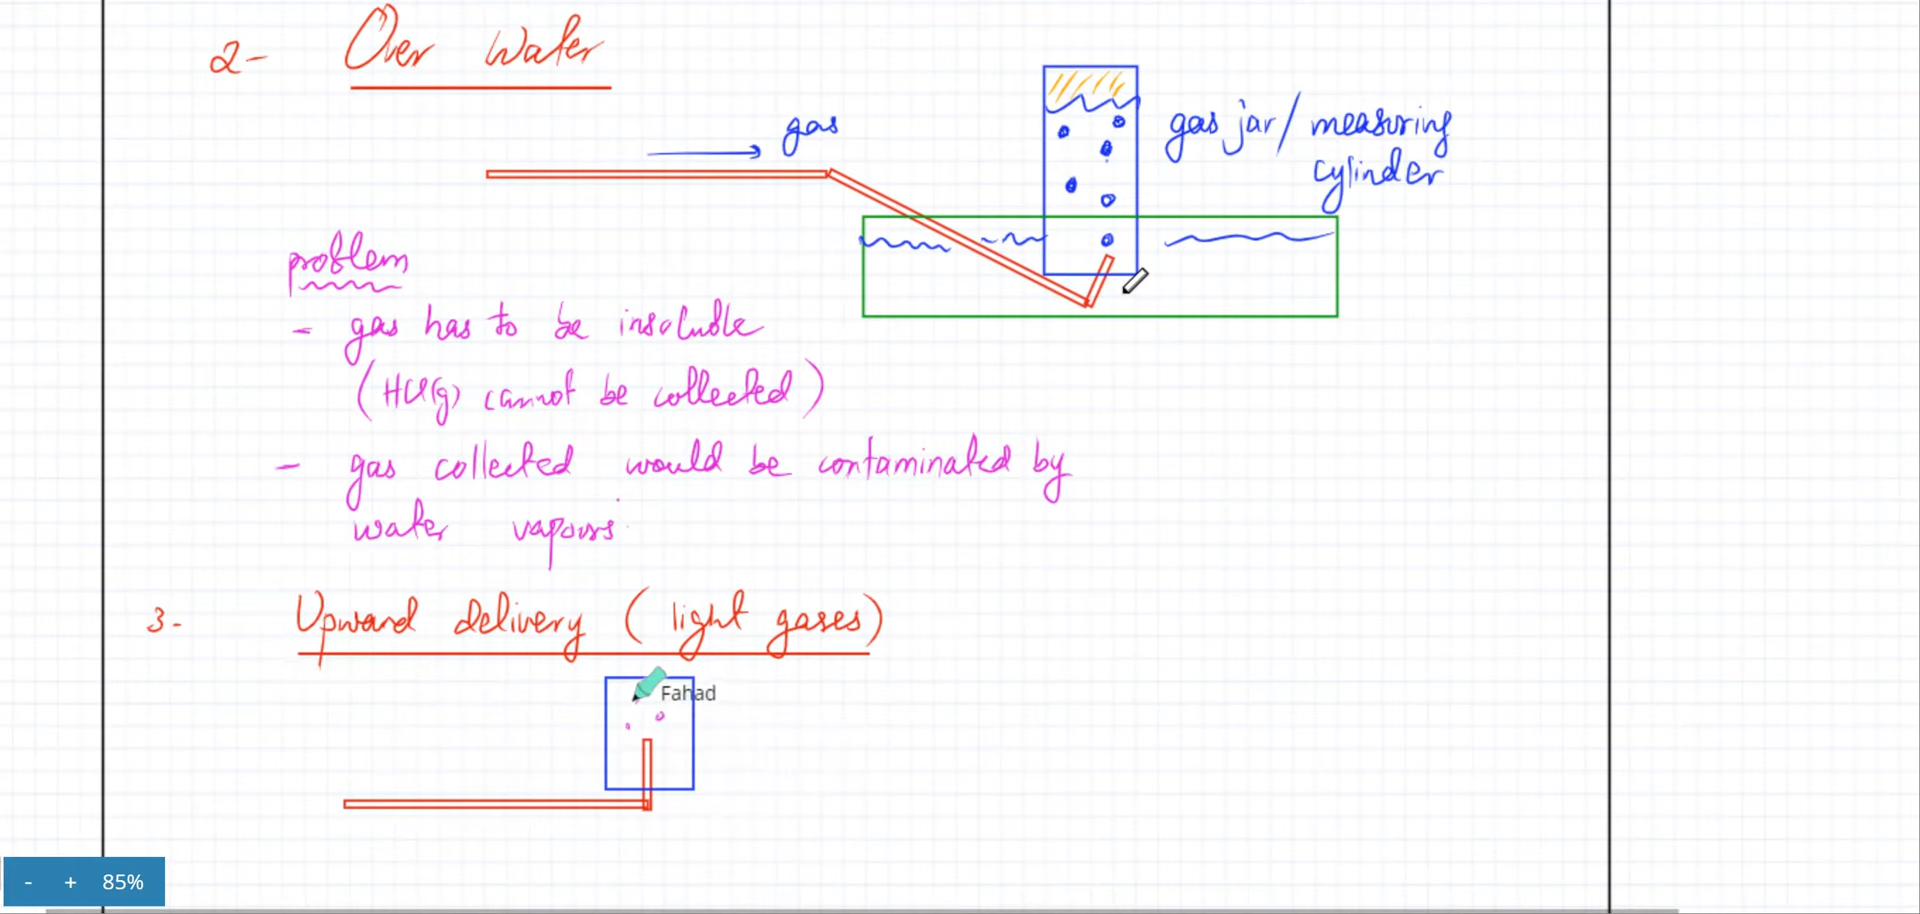 2- Over Water
gas
gas jar/ measuring
cylinder
problem
- gas has to be insoluble
(HCl(g) cannot be collected)
- gas collected would be contaminated by
water vapours
3- Upward delivery (light gases)
Fahad
- + 85%